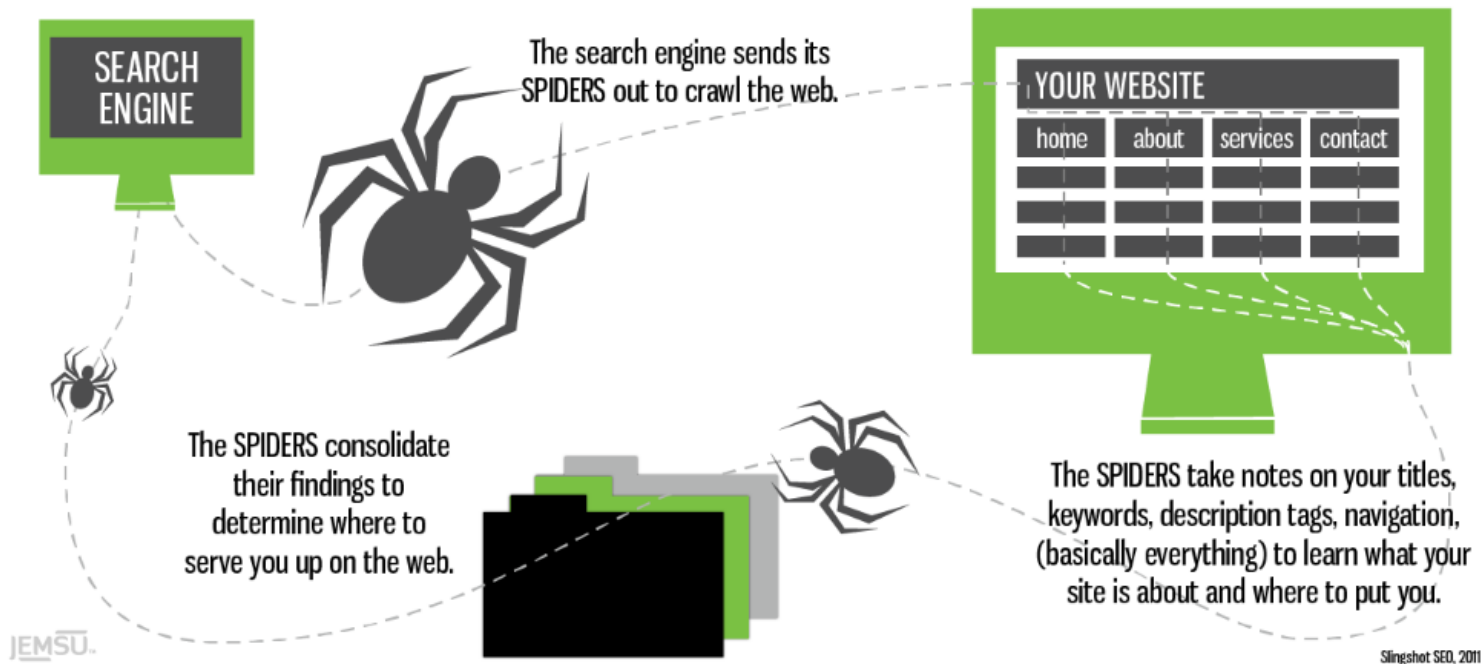 SEARCH
ENGINE
The search engine sends its
SPIDERS out to crawl the web.
YOUR WEBSITE
home about services contact
The SPIDERS take notes on your titles,
keywords, description tags, navigation,
(basically everything) to learn what your
site is about and where to put you.
The SPIDERS consolidate
their findings to
determine where to
serve you up on the web.
JEMSU™
Slingshot SEO, 2011